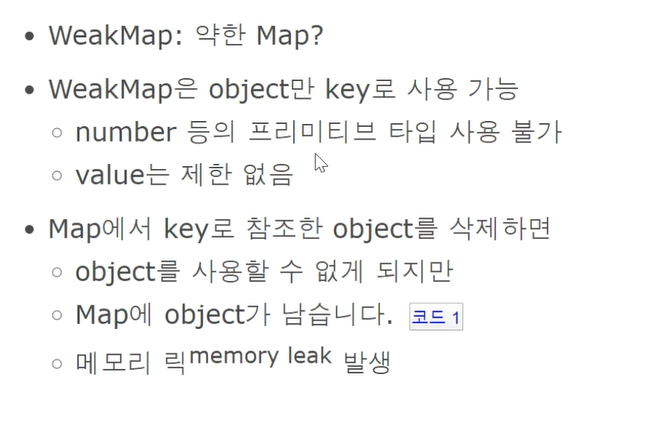 WeakMap: 약한 Map?
WeakMap은 object만 key로 사용 가능
number 등의 프리미티브 타입 사용 불가
value는 제한 없음
Map에서 key로 참조한 object를 삭제하면
object를 사용할 수 없게 되지만
Map에 object가 남습니다. 코드 1
메모리 릭memory leak 발생